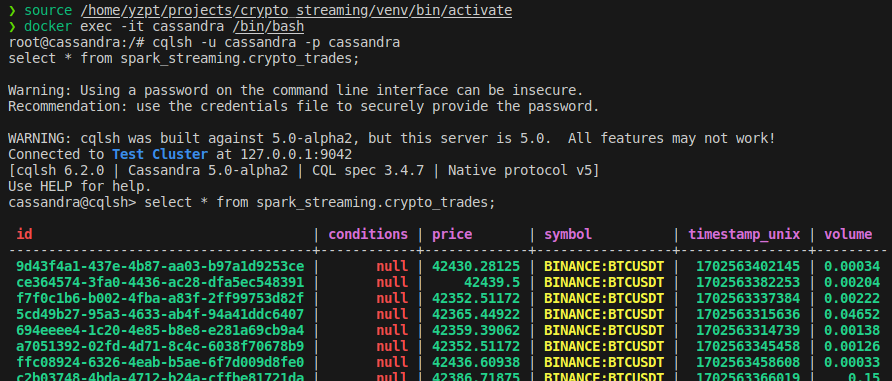 ❯ source /home/yzpt/projects/crypto_streaming/venv/bin/activate
❯ docker exec -it cassandra /bin/bash
root@cassandra:/# cqlsh -u cassandra -p cassandra
select * from spark_streaming.crypto_trades;

Warning: Using a password on the command line interface can be insecure.
Recommendation: use the credentials file to securely provide the password.

WARNING: cqlsh was built against 5.0-alpha2, but this server is 5.0.  All features may not work!
Connected to Test Cluster at 127.0.0.1:9042
[cqlsh 6.2.0 | Cassandra 5.0-alpha2 | CQL spec 3.4.7 | Native protocol v5]
Use HELP for help.
cassandra@cqlsh> select * from spark_streaming.crypto_trades;

 id                                   | conditions | price       | symbol          | timestamp_unix | volume
--------------------------------------+------------+-------------+-----------------+----------------+---------
 9d43f4a1-437e-4b87-aa03-b97a1d9253ce |       null | 42430.28125 | BINANCE:BTCUSDT |  1702563402145 | 0.00034
 ce364574-3fa0-4436-ac28-dfa5ec548391 |       null |     42439.5 | BINANCE:BTCUSDT |  1702563382253 | 0.00204
 f7f0c1b6-b002-4fba-a83f-2ff99753d82f |       null | 42352.51172 | BINANCE:BTCUSDT |  1702563337384 | 0.00222
 5cd49b27-95a3-4633-ab4f-94a41ddc6407 |       null | 42365.44922 | BINANCE:BTCUSDT |  1702563315636 | 0.04652
 694eeee4-1c20-4e85-b8e8-e281a69cb9a4 |       null | 42359.39062 | BINANCE:BTCUSDT |  1702563314739 | 0.00138
 a7051392-02fd-4d71-8c4c-6038f70678b9 |       null | 42352.51172 | BINANCE:BTCUSDT |  1702563345458 | 0.00126
 ffc08924-6326-4eab-b5ae-6f7d009d8fe0 |       null | 42436.60938 | BINANCE:BTCUSDT |  1702563458608 | 0.00033
 c2b03748-4bda-4712-b24a-cffbe81721da |       null | 42386.71875 | BINANCE:BTCUSDT |  1702563366019 |    0.15